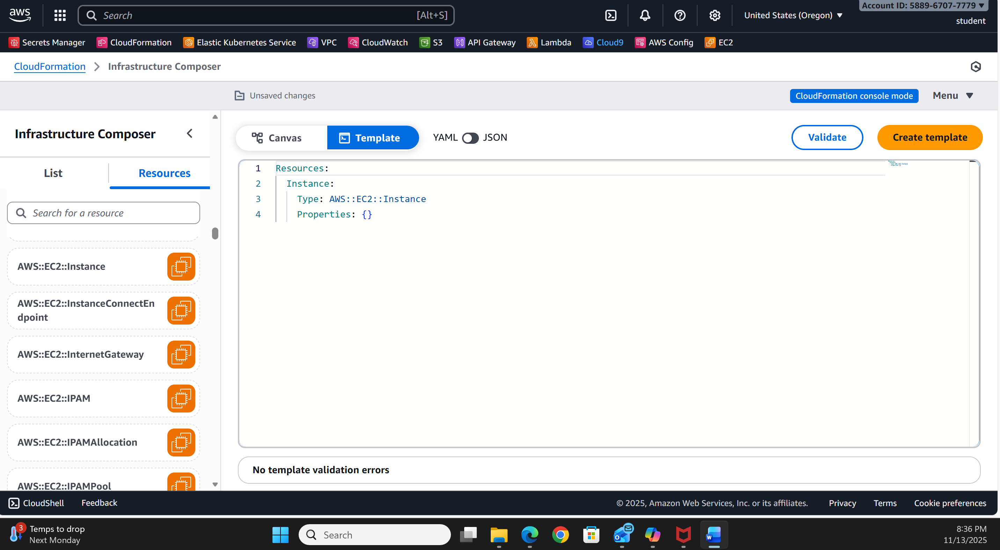 aws
Search
[Alt+S]
United States (Oregon)
Account ID: 5889-6707-7779
student
Secrets Manager
CloudFormation
Elastic Kubernetes Service
VPC
CloudWatch
S3
API Gateway
Lambda
Cloud9
AWS Config
EC2
CloudFormation
Infrastructure Composer
Unsaved changes
CloudFormation console mode
Menu
Infrastructure Composer
List
Resources
Search for a resource
AWS::EC2::Instance
AWS::EC2::InstanceConnectEn
dpoint
AWS::EC2::InternetGateway
AWS::EC2::IPAM
AWS::EC2::IPAMAllocation
AWS::EC2::IPAMPool
Canvas
Template
YAML
JSON
Validate
Create template
1 Resources:
2 Instance:
3 Type: AWS::EC2::Instance
4 Properties: {}
No template validation errors
CloudShell
Feedback
© 2025, Amazon Web Services, Inc. or its affiliates.
Privacy
Terms
Cookie preferences
3
Temps to drop
Next Monday
Search
8:36 PM
11/13/2025